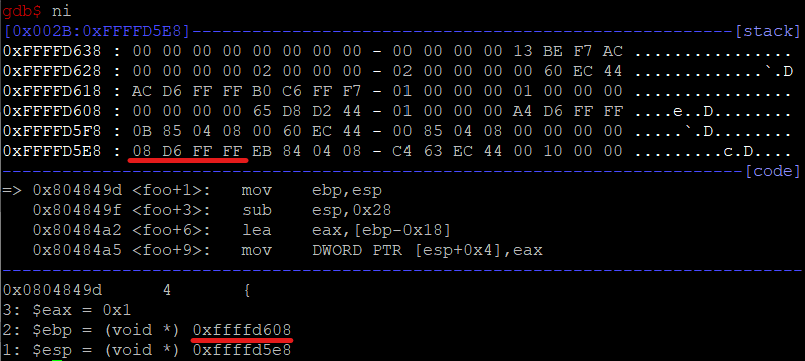 gdb$ ni
[0x002B:0xFFFFD5E8]------------------------------------------------------[stack]
0xFFFFD638 : 00 00 00 00 00 00 00 00 - 00 00 00 00 13 BE F7 AC ................
0xFFFFD628 : 00 00 00 00 02 00 00 00 - 02 00 00 00 00 60 EC 44 .............`.D
0xFFFFD618 : AC D6 FF FF B0 C6 FF F7 - 01 00 00 00 01 00 00 00 ................
0xFFFFD608 : 00 00 00 00 65 D8 D2 44 - 01 00 00 00 A4 D6 FF FF ....e..D........
0xFFFFD5F8 : 0B 85 04 08 00 60 EC 44 - 00 85 04 08 00 00 00 00 .....`.D........
0xFFFFD5E8 : 08 D6 FF FF EB 84 04 08 - C4 63 EC 44 00 10 00 00 .........c.D....
--------------------------------------------------------------------------[code]
=> 0x804849d <foo+1>: mov ebp,esp
0x804849f <foo+3>: sub esp,0x28
0x80484a2 <foo+6>: lea eax,[ebp-0x18]
0x80484a5 <foo+9>: mov DWORD PTR [esp+0x4],eax
--------------------------------------------------------------------------------
0x0804849d 4 {
3: $eax = 0x1
2: $ebp = (void *) 0xffffd608
1: $esp = (void *) 0xffffd5e8